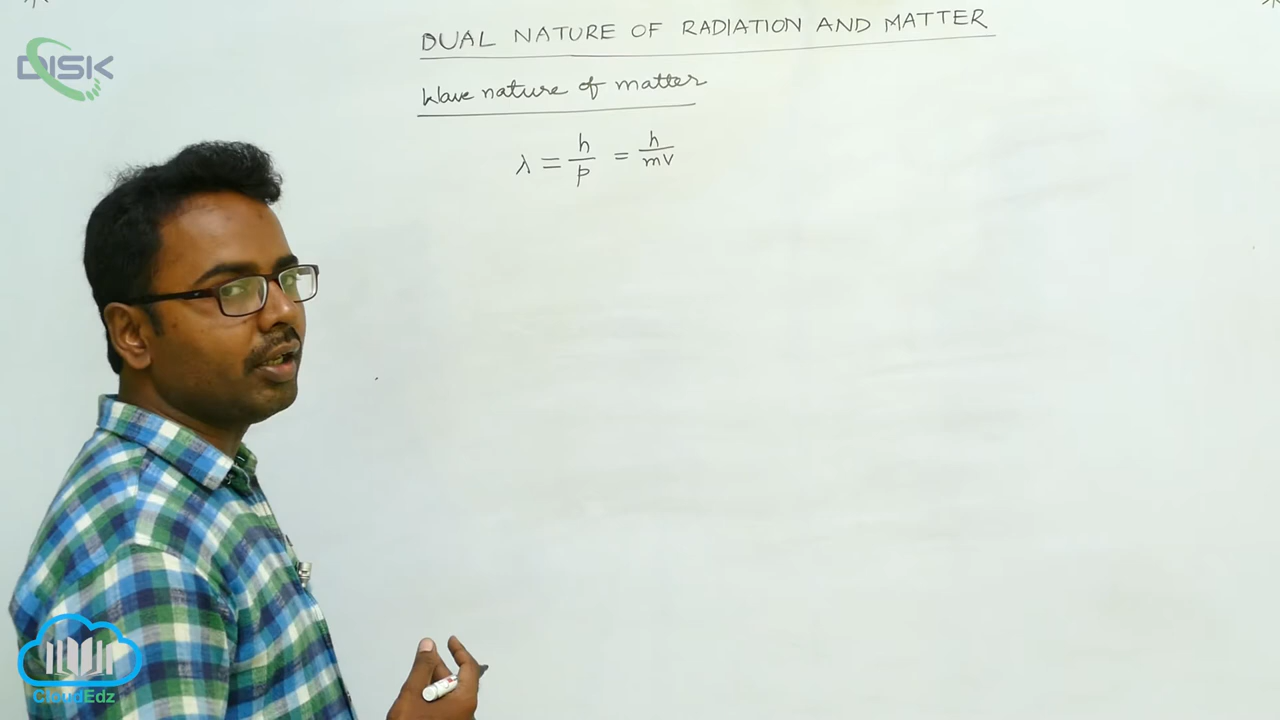 DUAL NATURE OF RADIATION AND MATTER
DISK
Wave nature of matter
λ = h/p = h/mv
CloudEdz